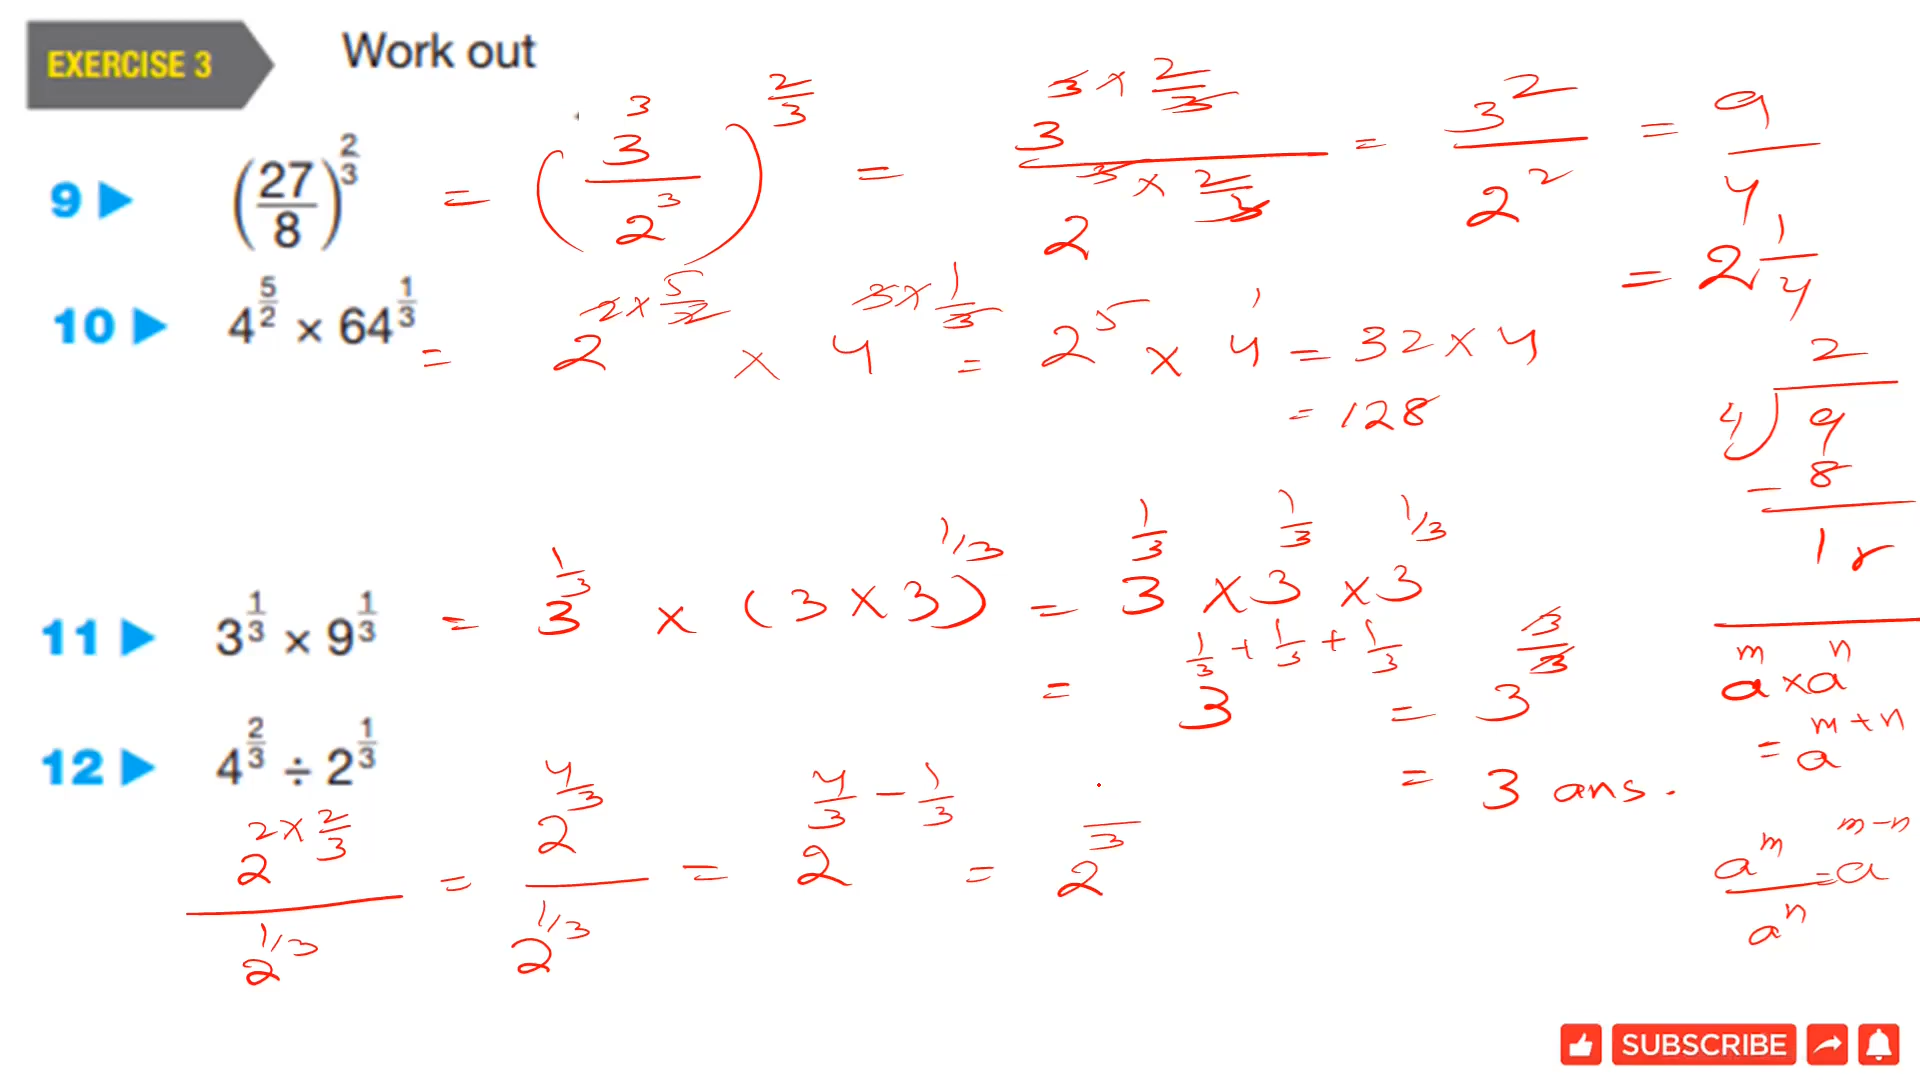 EXERCISE 3 Work out
9 ▶ (27/8)^(2/3) = (3^3/2^3)^(2/3) = 3^(3×2/3) / 2^(3×2/3) = 3^2/2^2 = 9/4
= 2 1/4
10 ▶ 4^(5/2) × 64^(1/3) = 2^(2×5/2) × 4^(3×1/3) = 2^5 × 4^1 = 32 × 4
= 128
2
4)9
- 8
1 r
11 ▶ 3^(1/3) × 9^(1/3) = 3^(1/3) × (3 × 3)^(1/3) = 3^(1/3) × 3^(1/3) × 3^(1/3)
= 3^(1/3 + 1/3 + 1/3) = 3^(3/3)
= 3 ans.
a^m × a^n
= a^(m+n)
12 ▶ 4^(2/3) ÷ 2^(1/3)
2^(2×2/3) / 2^(1/3) = 2^(4/3) / 2^(1/3) = 2^(4/3 - 1/3) = 2^( /3)
a^m / a^n = a^(m-n)
SUBSCRIBE